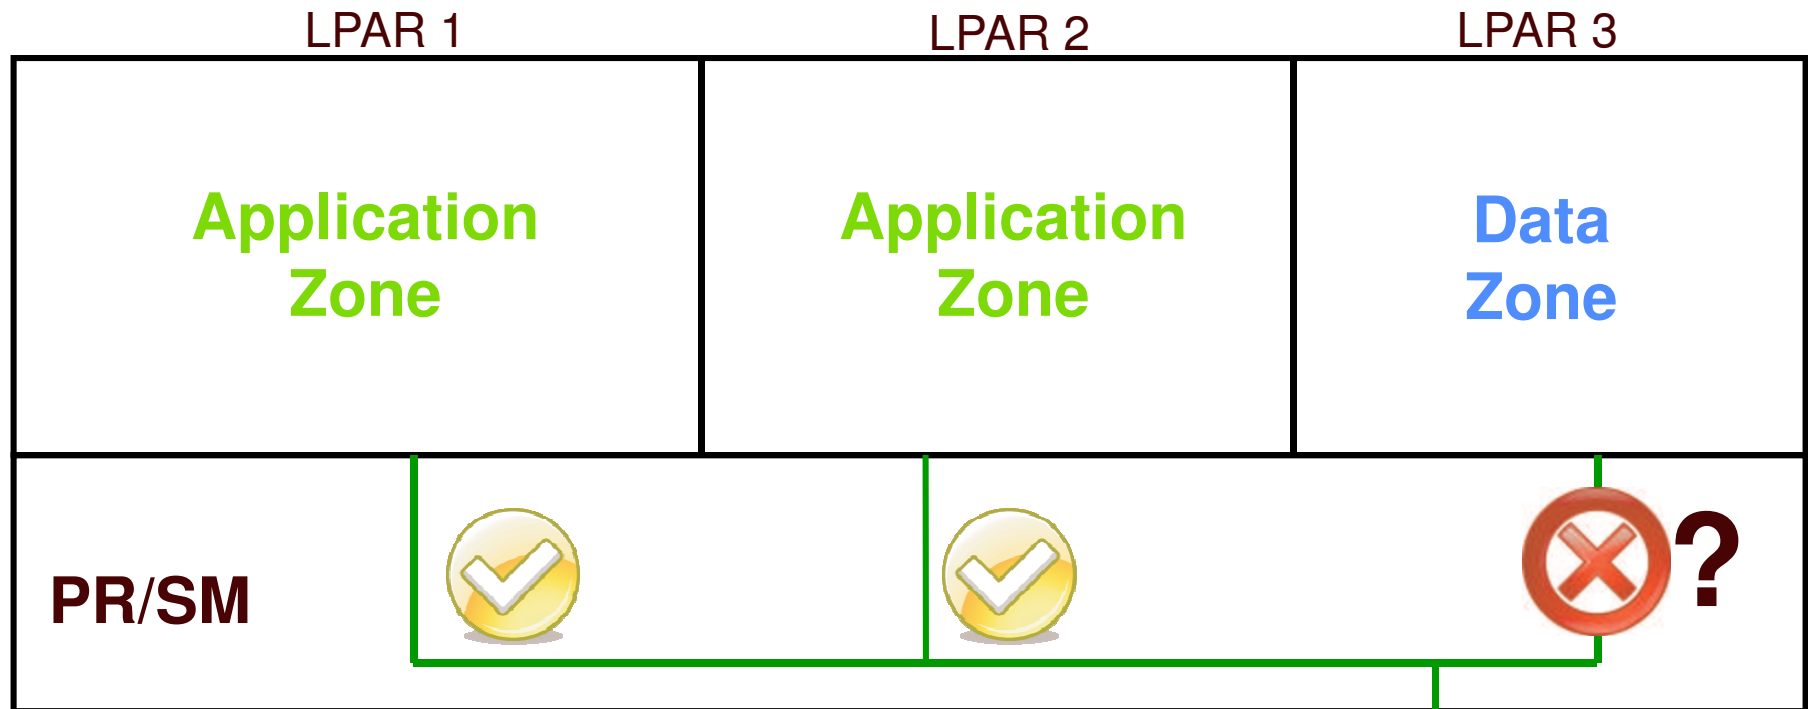 LPAR 1
LPAR 2
LPAR 3
Application
Zone
Application
Zone
Data
Zone
PR/SM
?